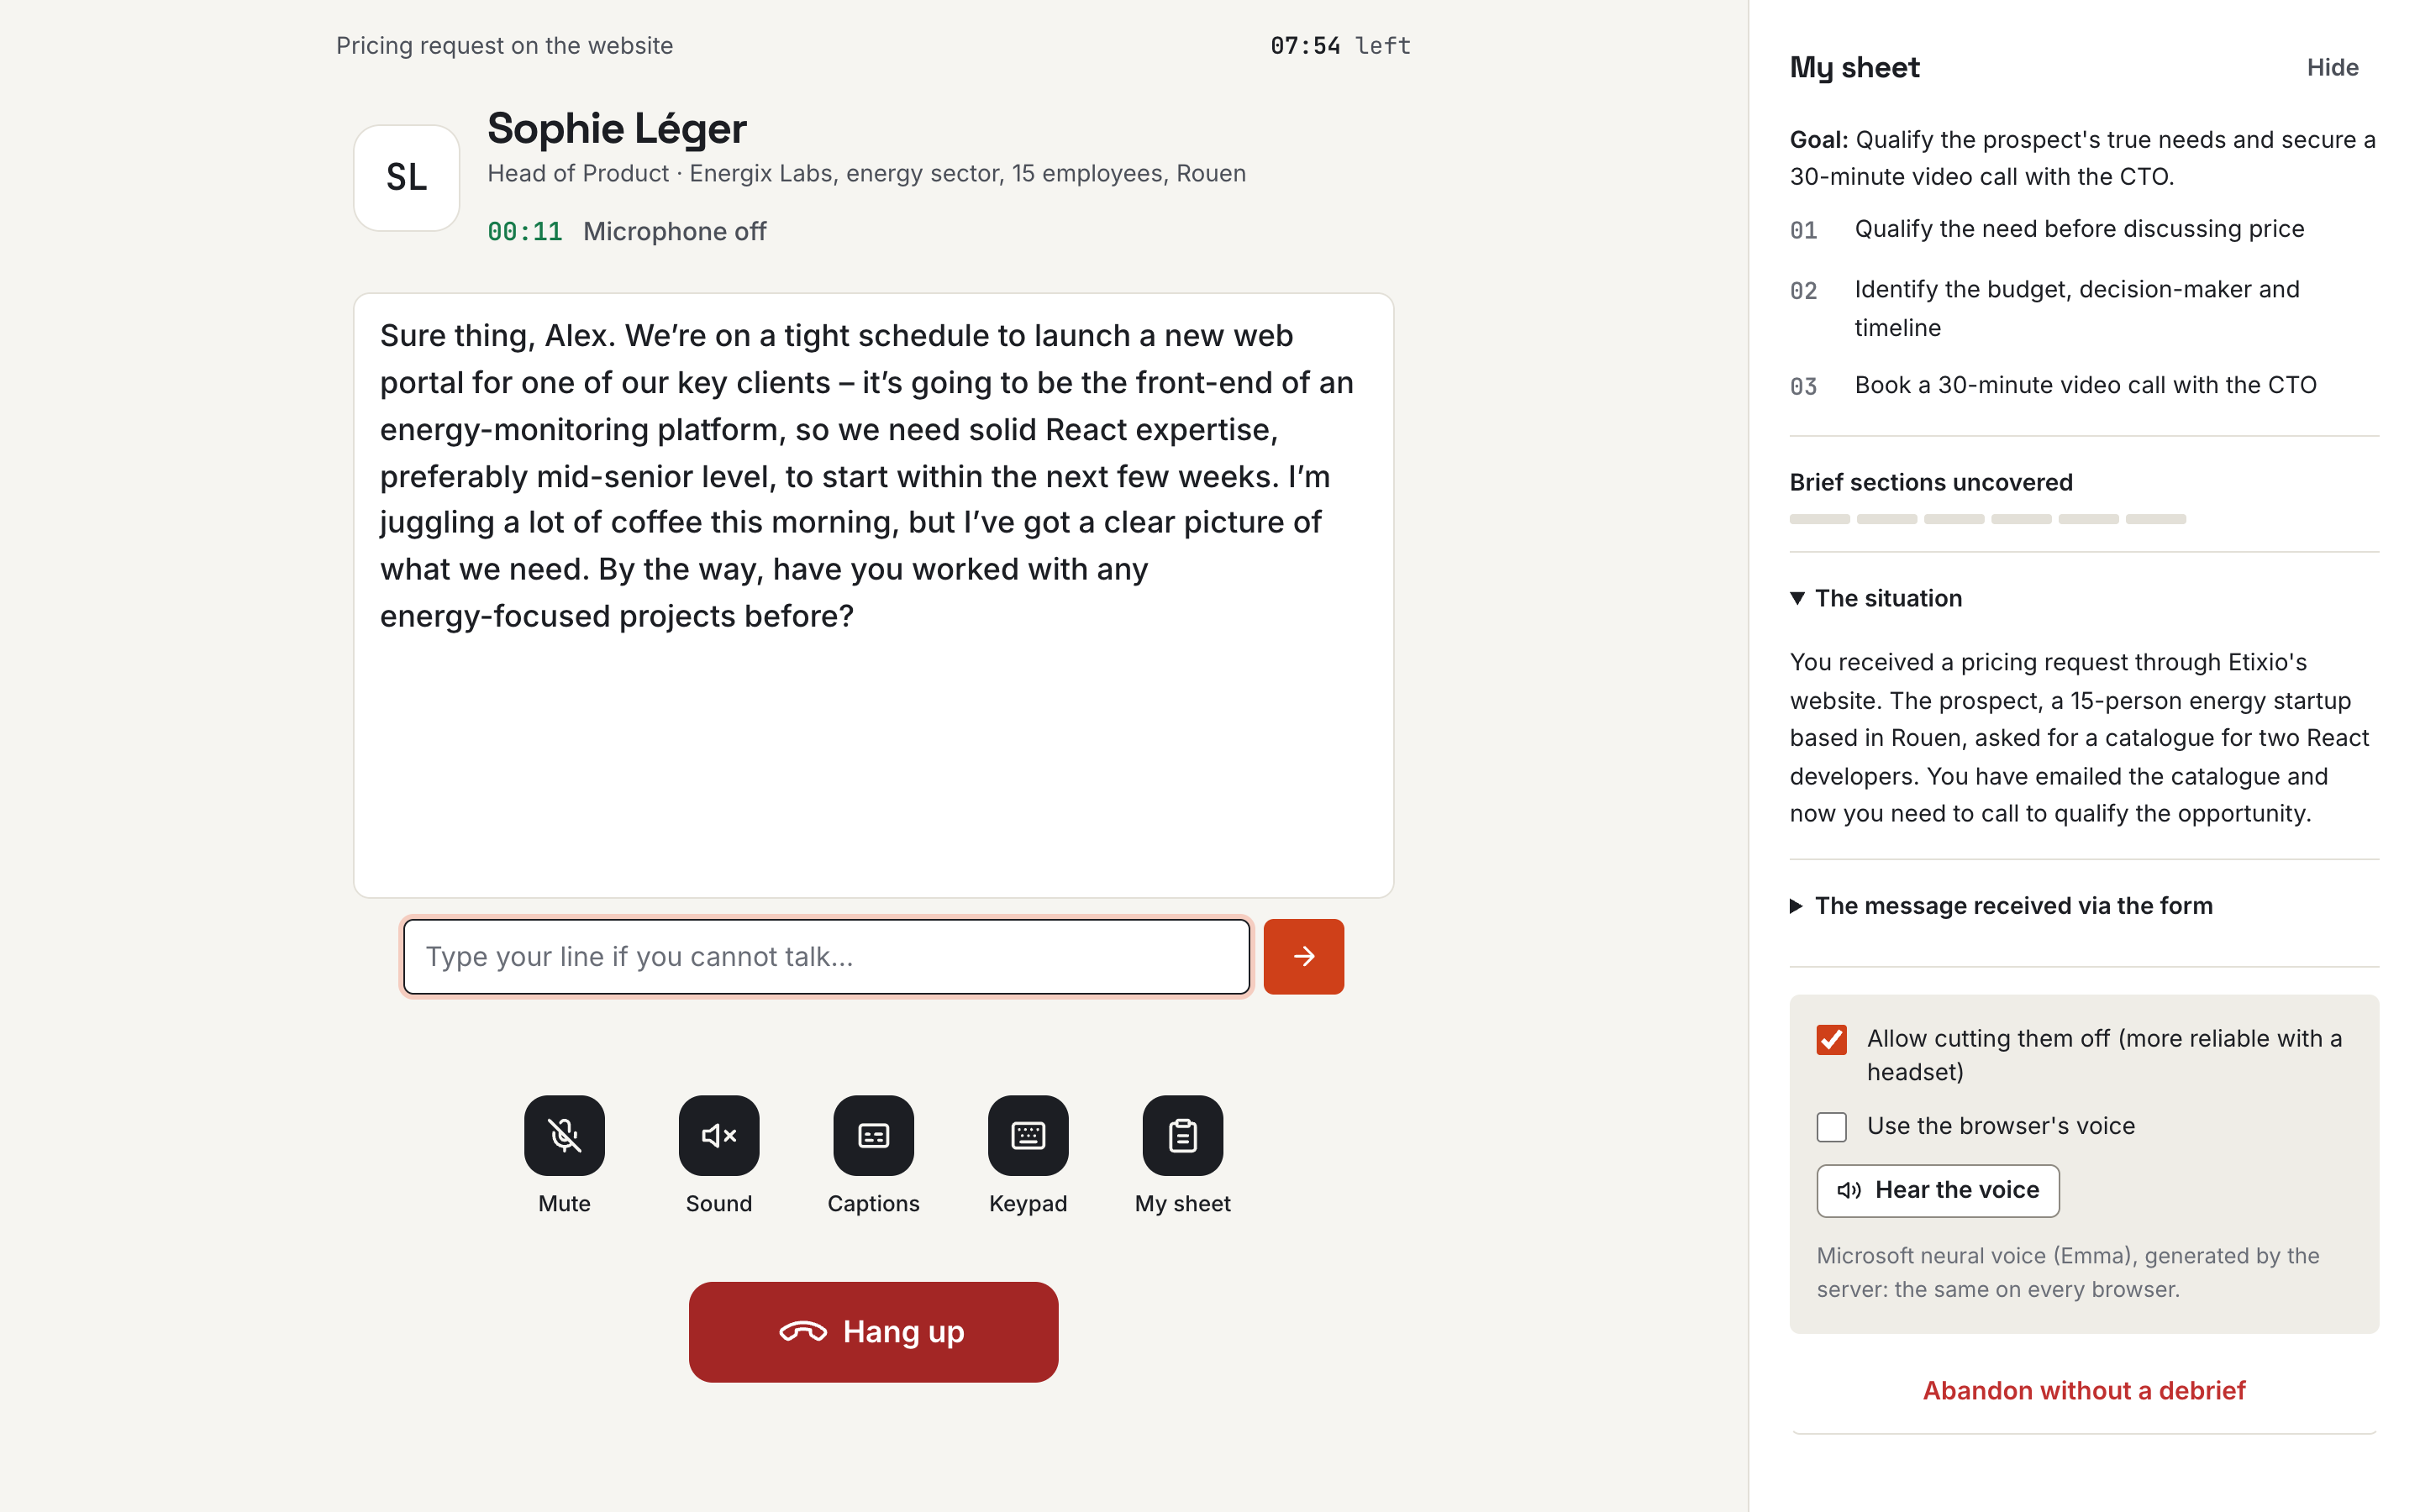 Pricing request on the website
07:54 left
SL
Sophie Léger
Head of Product · Energix Labs, energy sector, 15 employees, Rouen
00:11 Microphone off
Sure thing, Alex. We’re on a tight schedule to launch a new web
portal for one of our key clients – it’s going to be the front-end of an
energy‑monitoring platform, so we need solid React expertise,
preferably mid-senior level, to start within the next few weeks. I’m
juggling a lot of coffee this morning, but I’ve got a clear picture of
what we need. By the way, have you worked with any
energy‑focused projects before?
Type your line if you cannot talk...
Mute
Sound
Captions
Keypad
My sheet
Hang up
My sheet
Hide
Goal: Qualify the prospect's true needs and secure a
30-minute video call with the CTO.
01 Qualify the need before discussing price
02 Identify the budget, decision-maker and
timeline
03 Book a 30-minute video call with the CTO
Brief sections uncovered
The situation
You received a pricing request through Etixio's
website. The prospect, a 15-person energy startup
based in Rouen, asked for a catalogue for two React
developers. You have emailed the catalogue and
now you need to call to qualify the opportunity.
The message received via the form
Allow cutting them off (more reliable with a
headset)
Use the browser's voice
Hear the voice
Microsoft neural voice (Emma), generated by the
server: the same on every browser.
Abandon without a debrief